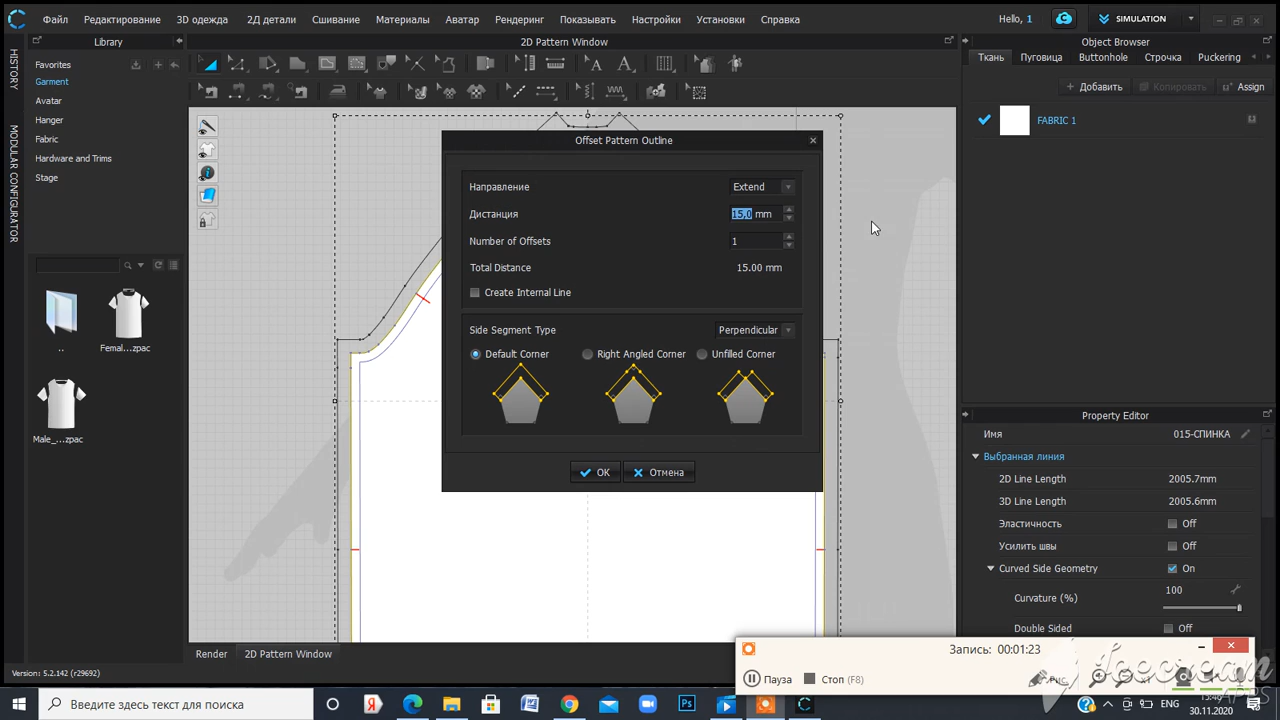 Файл Редактирование 3D одежда 2Д детали Сшивание Материалы Аватар Рендеринг Показывать Настройки Установки Справка Hello, 1 SIMULATION
Library 2D Pattern Window Object Browser
HISTORY
MODULAR CONFIGURATOR
Favorites
Garment
Avatar
Hanger
Fabric
Hardware and Trims
Stage
..
Femal...zpac
Male_...zpac
Ткань Пуговица Buttonhole Строчка Puckering
Добавить Копировать Assign
FABRIC 1
Offset Pattern Outline
Направление Extend
Дистанция 15,0 mm
Number of Offsets 1
Total Distance 15.00 mm
Create Internal Line
Side Segment Type Perpendicular
Default Corner Right Angled Corner Unfilled Corner
OK Отмена
Property Editor
Имя 015-СПИНКА
Выбранная линия
2D Line Length 2005.7mm
3D Line Length 2005.6mm
Эластичность Off
Усилить швы Off
Curved Side Geometry On
Curvature (%) 100
Double Sided Off
Render 2D Pattern Window
Version: 5.2.142 (r29692)
Запись: 00:01:23
Пауза Стоп (F8)
APPS
Введите здесь текст для поиска
ENG
30.11.2020